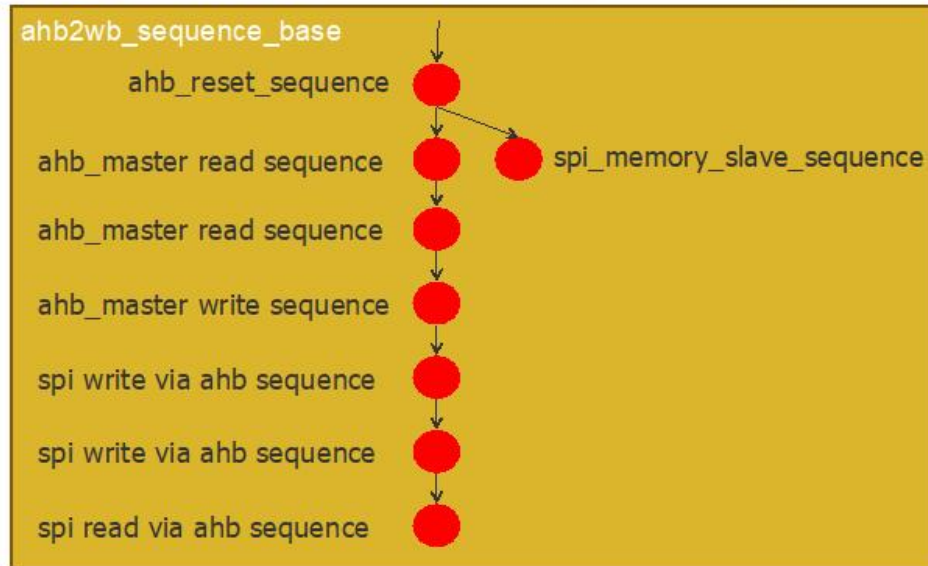 ahb2wb_sequence_base
ahb_reset_sequence
ahb_master read sequence
spi_memory_slave_sequence
ahb_master read sequence
ahb_master write sequence
spi write via ahb sequence
spi write via ahb sequence
spi read via ahb sequence